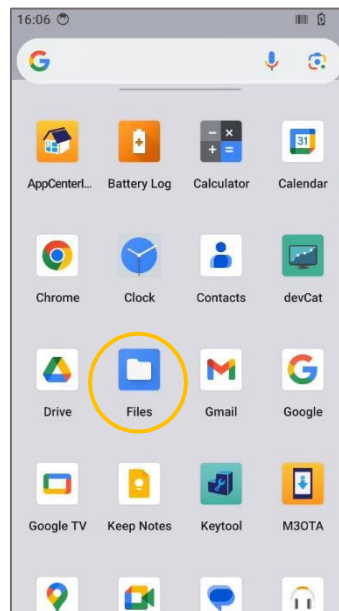 16:06
G
AppCenterl... Battery Log Calculator Calendar
31
Chrome Clock Contacts devCat
Drive Files Gmail Google
Google TV Keep Notes Keytool M3OTA